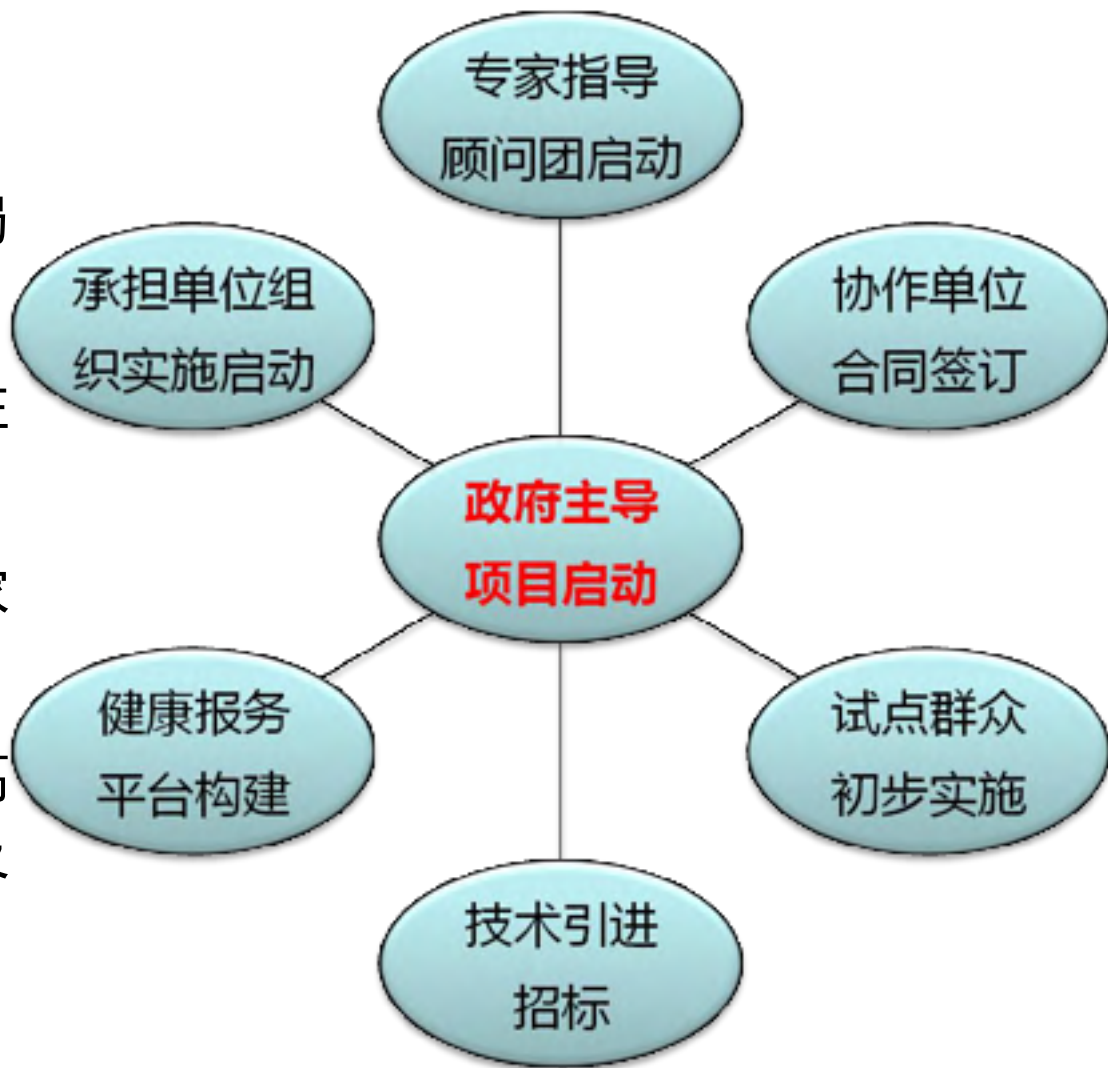 专家指导
顾问团启动
承担单位组
织实施启动
协作单位
合同签订
政府主导
项目启动
健康报务
平台构建
试点群众
初步实施
技术引进
招标